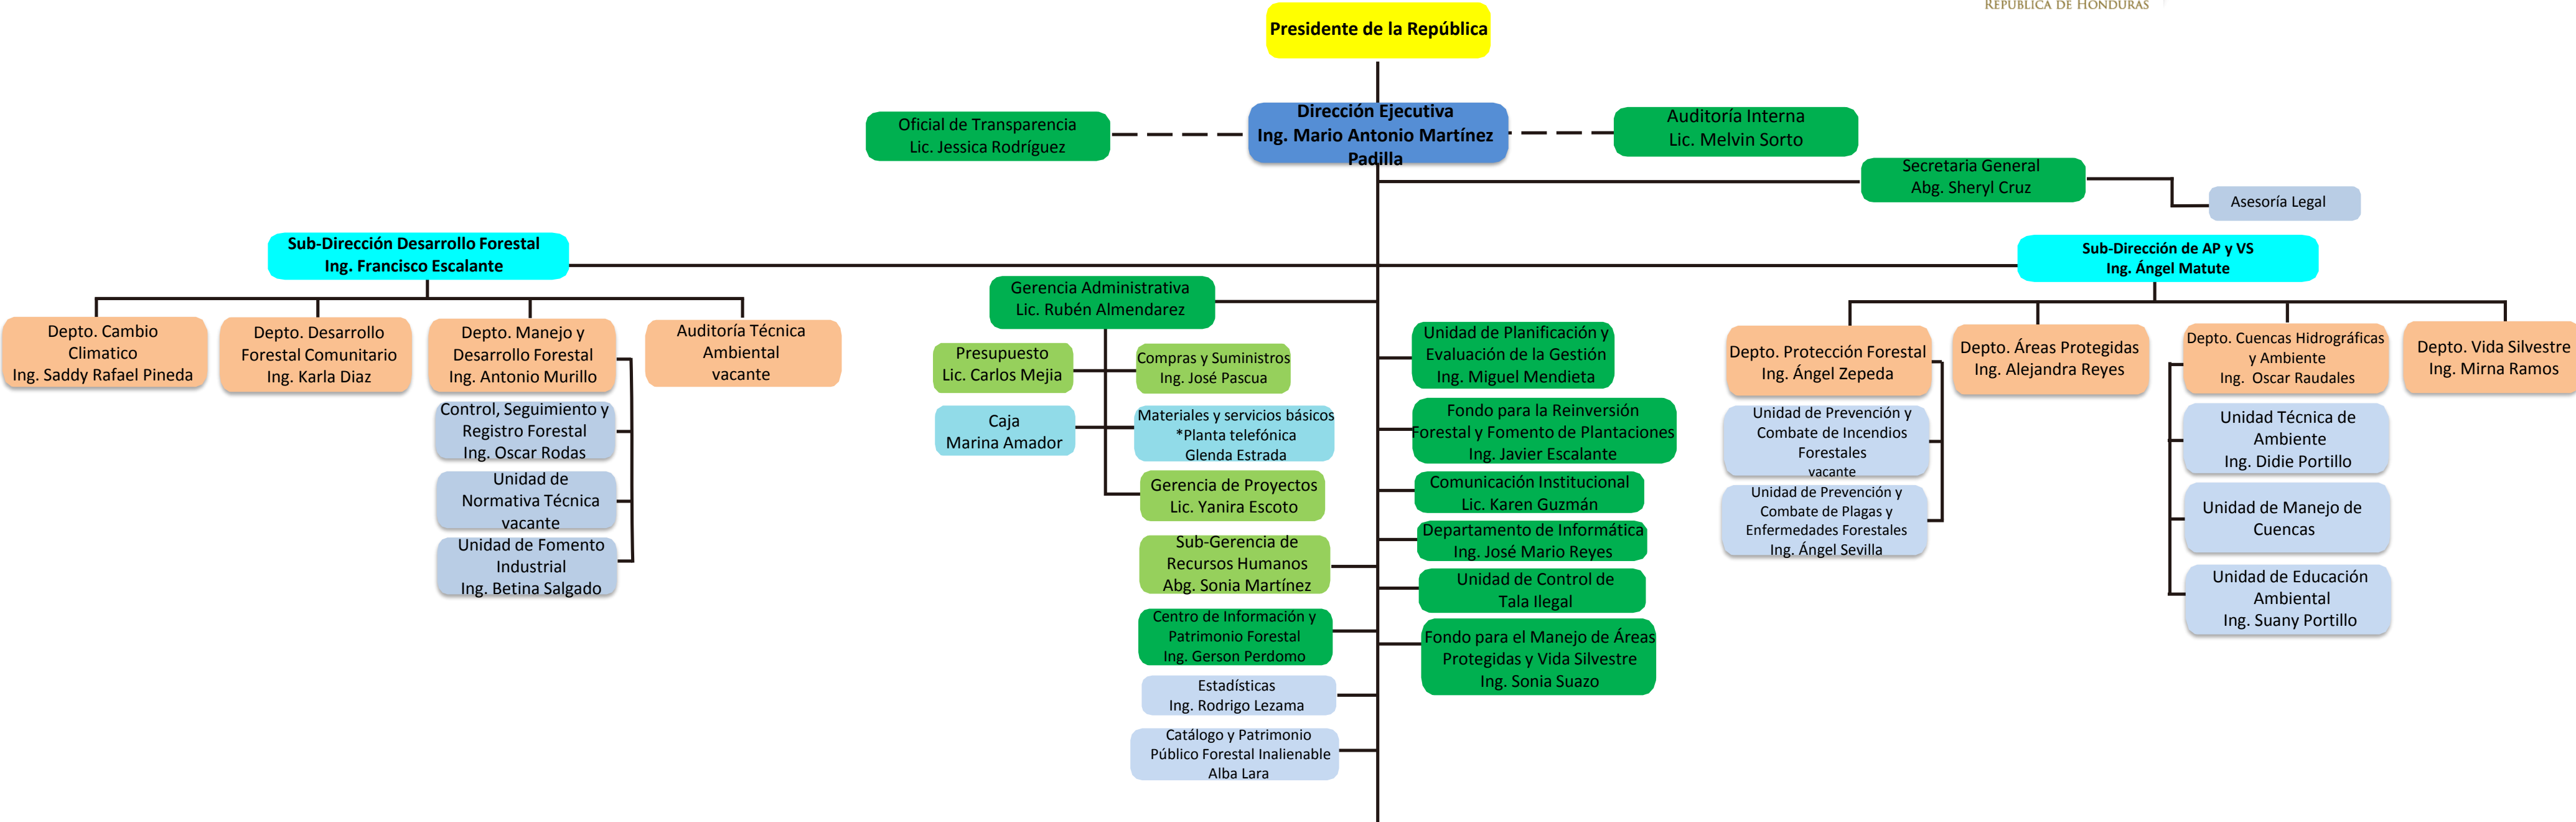 REPÚBLICA DE HONDURAS
Presidente de la República
Dirección Ejecutiva
Ing. Mario Antonio Martínez
Padilla
Oficial de Transparencia
Lic. Jessica Rodríguez
Auditoría Interna
Lic. Melvin Sorto
Secretaria General
Abg. Sheryl Cruz
Asesoría Legal
Sub-Dirección Desarrollo Forestal
Ing. Francisco Escalante
Sub-Dirección de AP y VS
Ing. Ángel Matute
Depto. Cambio
Climatico
Ing. Saddy Rafael Pineda
Depto. Desarrollo
Forestal Comunitario
Ing. Karla Diaz
Depto. Manejo y
Desarrollo Forestal
Ing. Antonio Murillo
Auditoría Técnica
Ambiental
vacante
Control, Seguimiento y
Registro Forestal
Ing. Oscar Rodas
Unidad de
Normativa Técnica
vacante
Unidad de Fomento
Industrial
Ing. Betina Salgado
Gerencia Administrativa
Lic. Rubén Almendarez
Presupuesto
Lic. Carlos Mejia
Compras y Suministros
Ing. José Pascua
Caja
Marina Amador
Materiales y servicios básicos
*Planta telefónica
Glenda Estrada
Gerencia de Proyectos
Lic. Yanira Escoto
Sub-Gerencia de
Recursos Humanos
Abg. Sonia Martínez
Centro de Información y
Patrimonio Forestal
Ing. Gerson Perdomo
Estadísticas
Ing. Rodrigo Lezama
Catálogo y Patrimonio
Público Forestal Inalienable
Alba Lara
Unidad de Planificación y
Evaluación de la Gestión
Ing. Miguel Mendieta
Fondo para la Reinversión
Forestal y Fomento de Plantaciones
Ing. Javier Escalante
Comunicación Institucional
Lic. Karen Guzmán
Departamento de Informática
Ing. José Mario Reyes
Unidad de Control de
Tala Ilegal
Fondo para el Manejo de Áreas
Protegidas y Vida Silvestre
Ing. Sonia Suazo
Depto. Protección Forestal
Ing. Ángel Zepeda
Unidad de Prevención y
Combate de Incendios
Forestales
vacante
Unidad de Prevención y
Combate de Plagas y
Enfermedades Forestales
Ing. Ángel Sevilla
Depto. Áreas Protegidas
Ing. Alejandra Reyes
Depto. Cuencas Hidrográficas
y Ambiente
Ing. Oscar Raudales
Unidad Técnica de
Ambiente
Ing. Didie Portillo
Unidad de Manejo de
Cuencas
Unidad de Educación
Ambiental
Ing. Suany Portillo
Depto. Vida Silvestre
Ing. Mirna Ramos